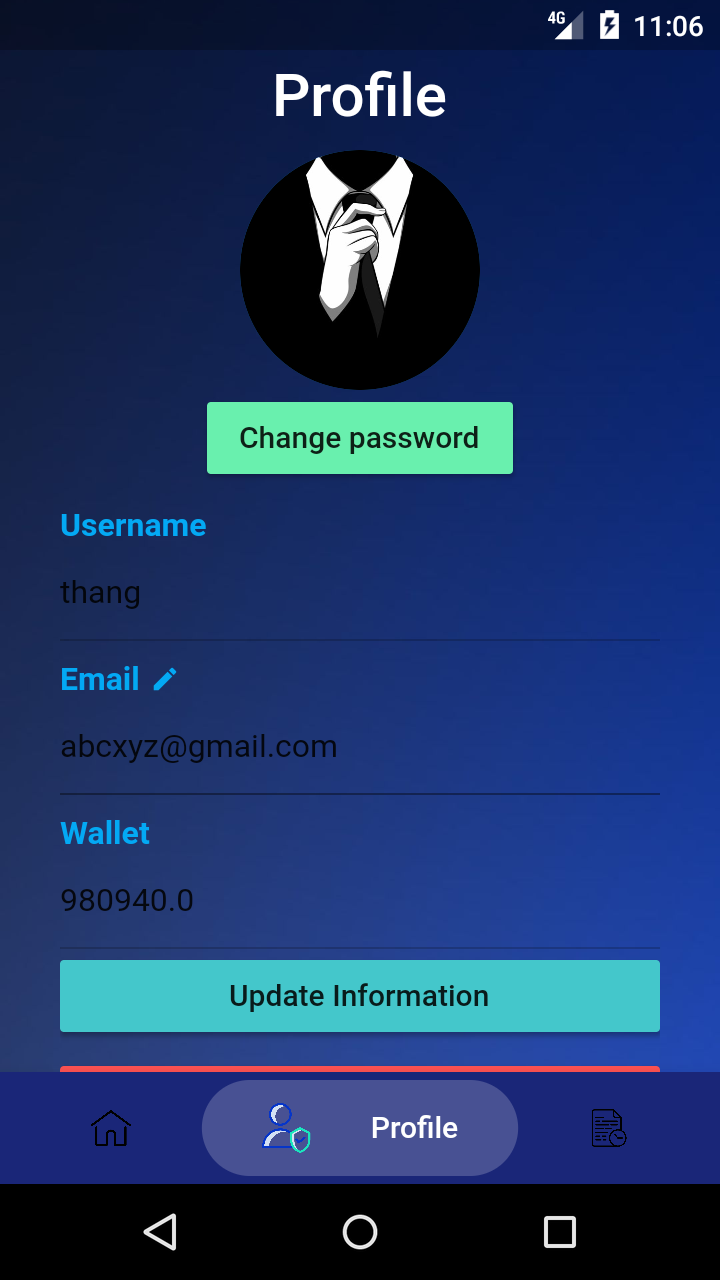 4G 11:06
Profile
Change password
Username
thang
Email
abcxyz@gmail.com
Wallet
980940.0
Update Information
Profile